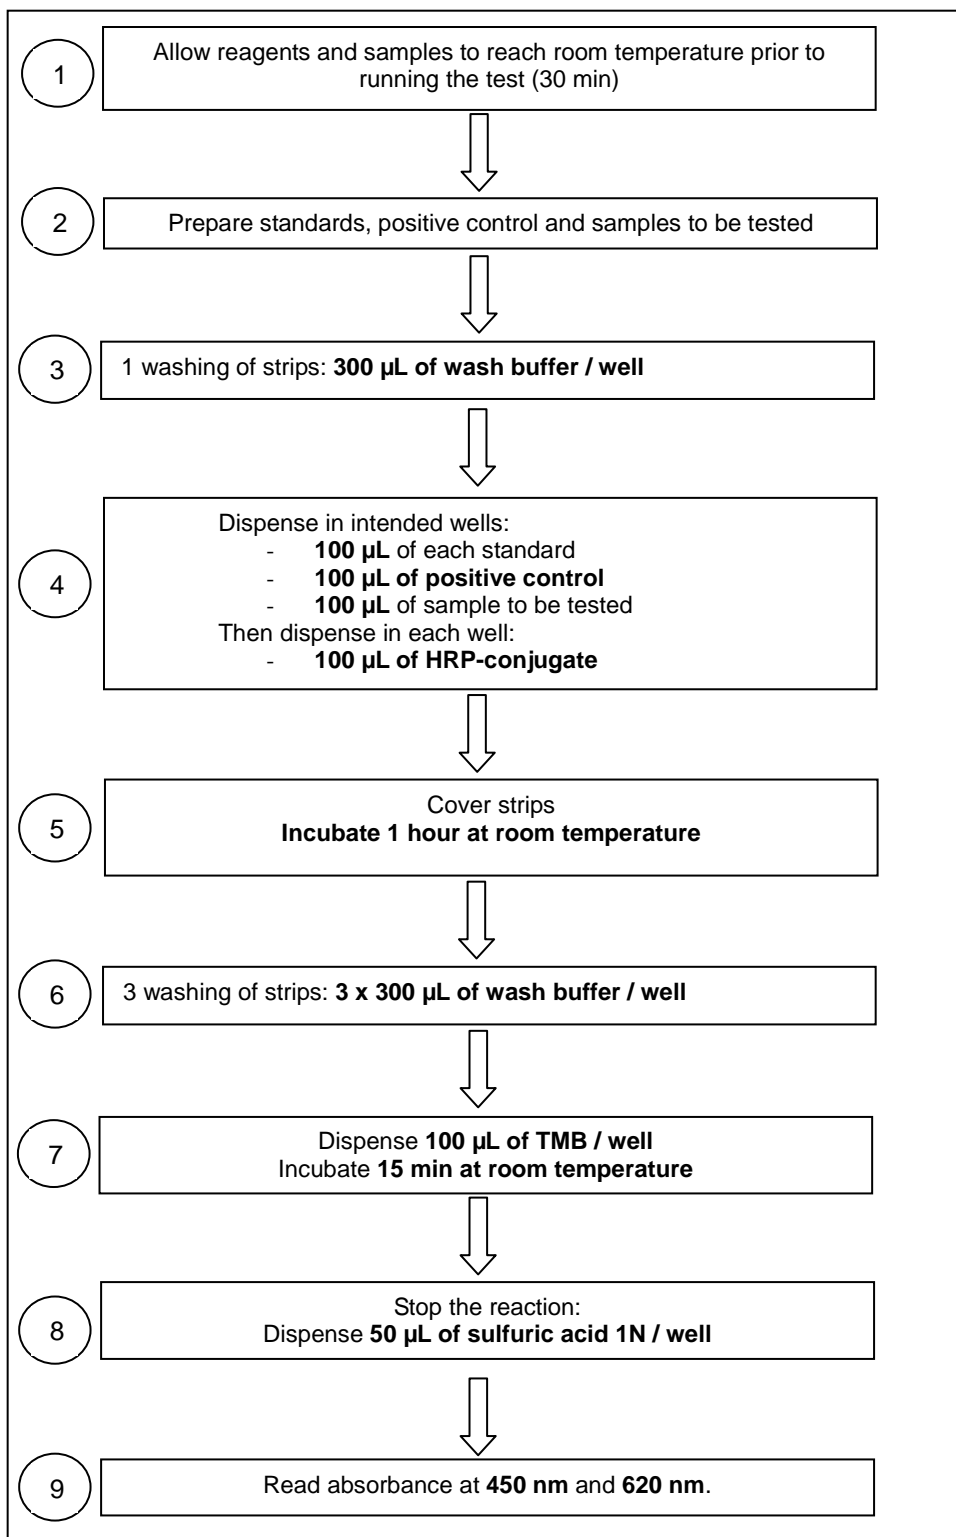 1
Allow reagents and samples to reach room temperature prior to
running the test (30 min)
2
Prepare standards, positive control and samples to be tested
3
1 washing of strips: 300 µL of wash buffer / well
4
Dispense in intended wells:
- 100 µL of each standard
- 100 µL of positive control
- 100 µL of sample to be tested
Then dispense in each well:
- 100 µL of HRP-conjugate
5
Cover strips
Incubate 1 hour at room temperature
6
3 washing of strips: 3 x 300 µL of wash buffer / well
7
Dispense 100 µL of TMB / well
Incubate 15 min at room temperature
8
Stop the reaction:
Dispense 50 µL of sulfuric acid 1N / well
9
Read absorbance at 450 nm and 620 nm.